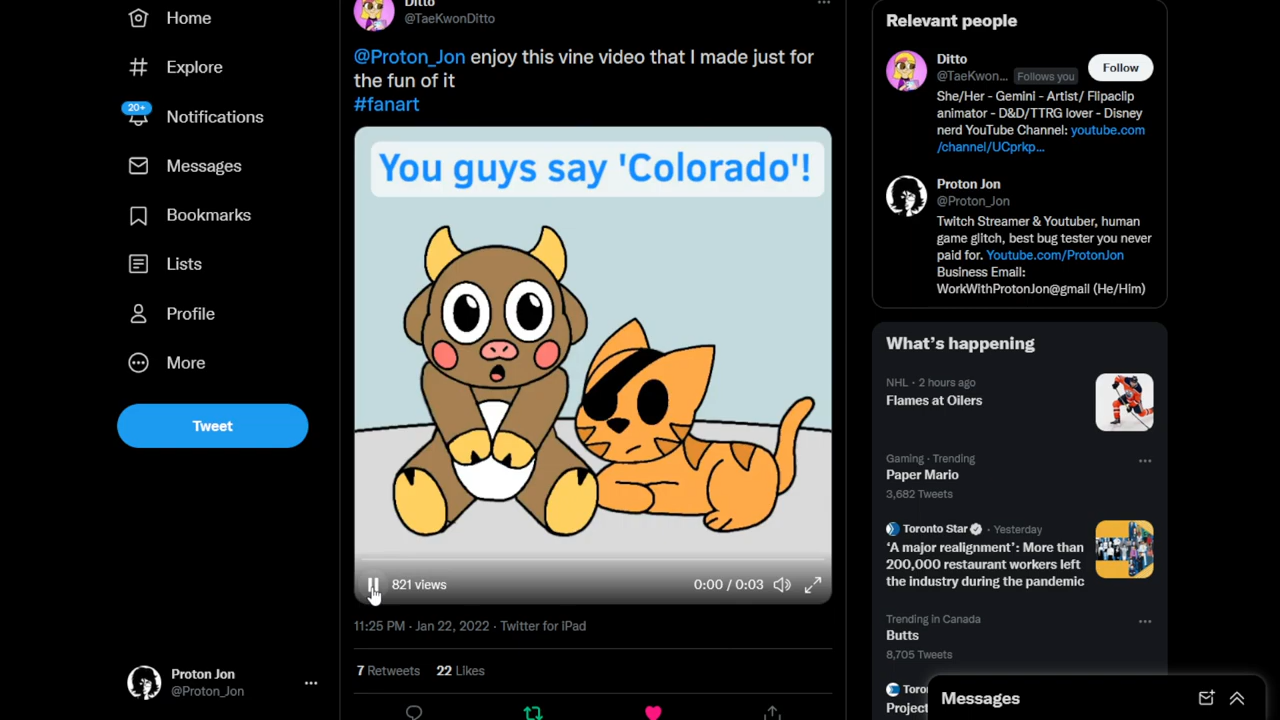 Home
Explore
20+
Notifications
Messages
Bookmarks
Lists
Profile
More
Tweet
Proton Jon
@Proton_Jon
Ditto
@TaeKwonDitto
@Proton_Jon enjoy this vine video that I made just for
the fun of it
#fanart
You guys say 'Colorado'!
821 views
0:00 / 0:03
11:25 PM · Jan 22, 2022 · Twitter for iPad
7 Retweets 22 Likes
Relevant people
Ditto
@TaeKwon... Follows you
Follow
She/Her - Gemini - Artist/ Flipaclip
animator - D&D/TTRG lover - Disney
nerd YouTube Channel: youtube.com
/channel/UCprkp...
Proton Jon
@Proton_Jon
Twitch Streamer & Youtuber, human
game glitch, best bug tester you never
paid for. Youtube.com/ProtonJon
Business Email:
WorkWithProtonJon@gmail (He/Him)
What's happening
NHL · 2 hours ago
Flames at Oilers
Gaming · Trending
Paper Mario
3,682 Tweets
Toronto Star · Yesterday
'A major realignment': More than
200,000 restaurant workers left
the industry during the pandemic
Trending in Canada
Butts
8,705 Tweets
Toro
Project
Messages